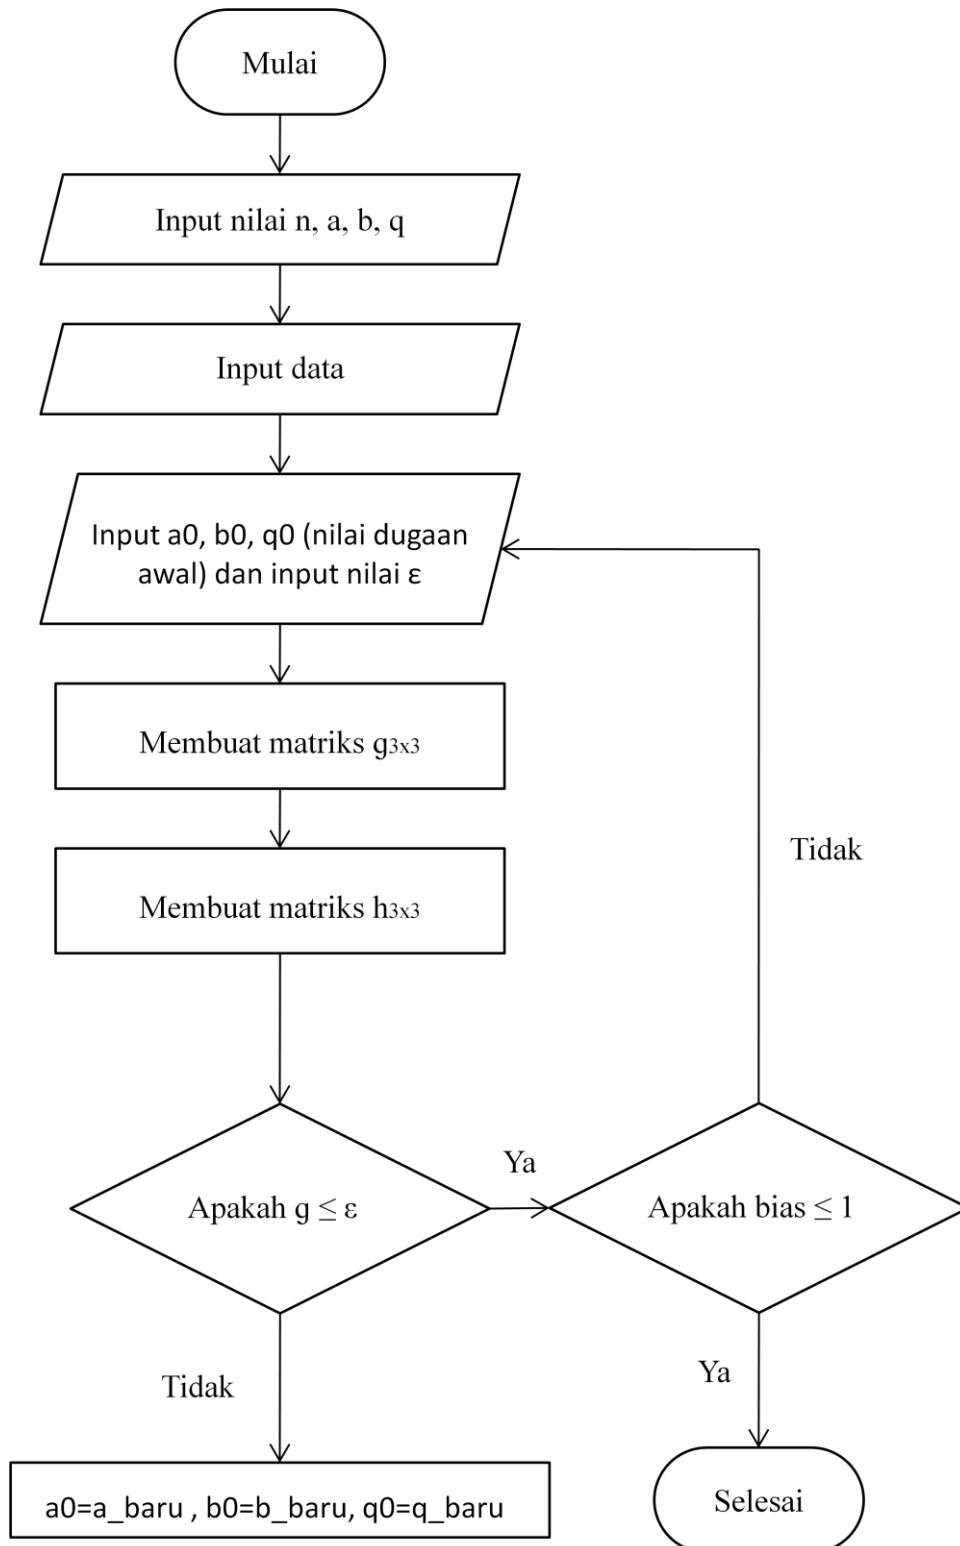 Mulai
Input nilai n, a, b, q
Input data
Input a0, b0, q0 (nilai dugaan
awal) dan input nilai ε
Membuat matriks g3x3
Membuat matriks h3x3
Tidak
Apakah g ≤ ε
Ya
Apakah bias ≤ 1
Tidak
Ya
a0=a_baru , b0=b_baru, q0=q_baru
Selesai